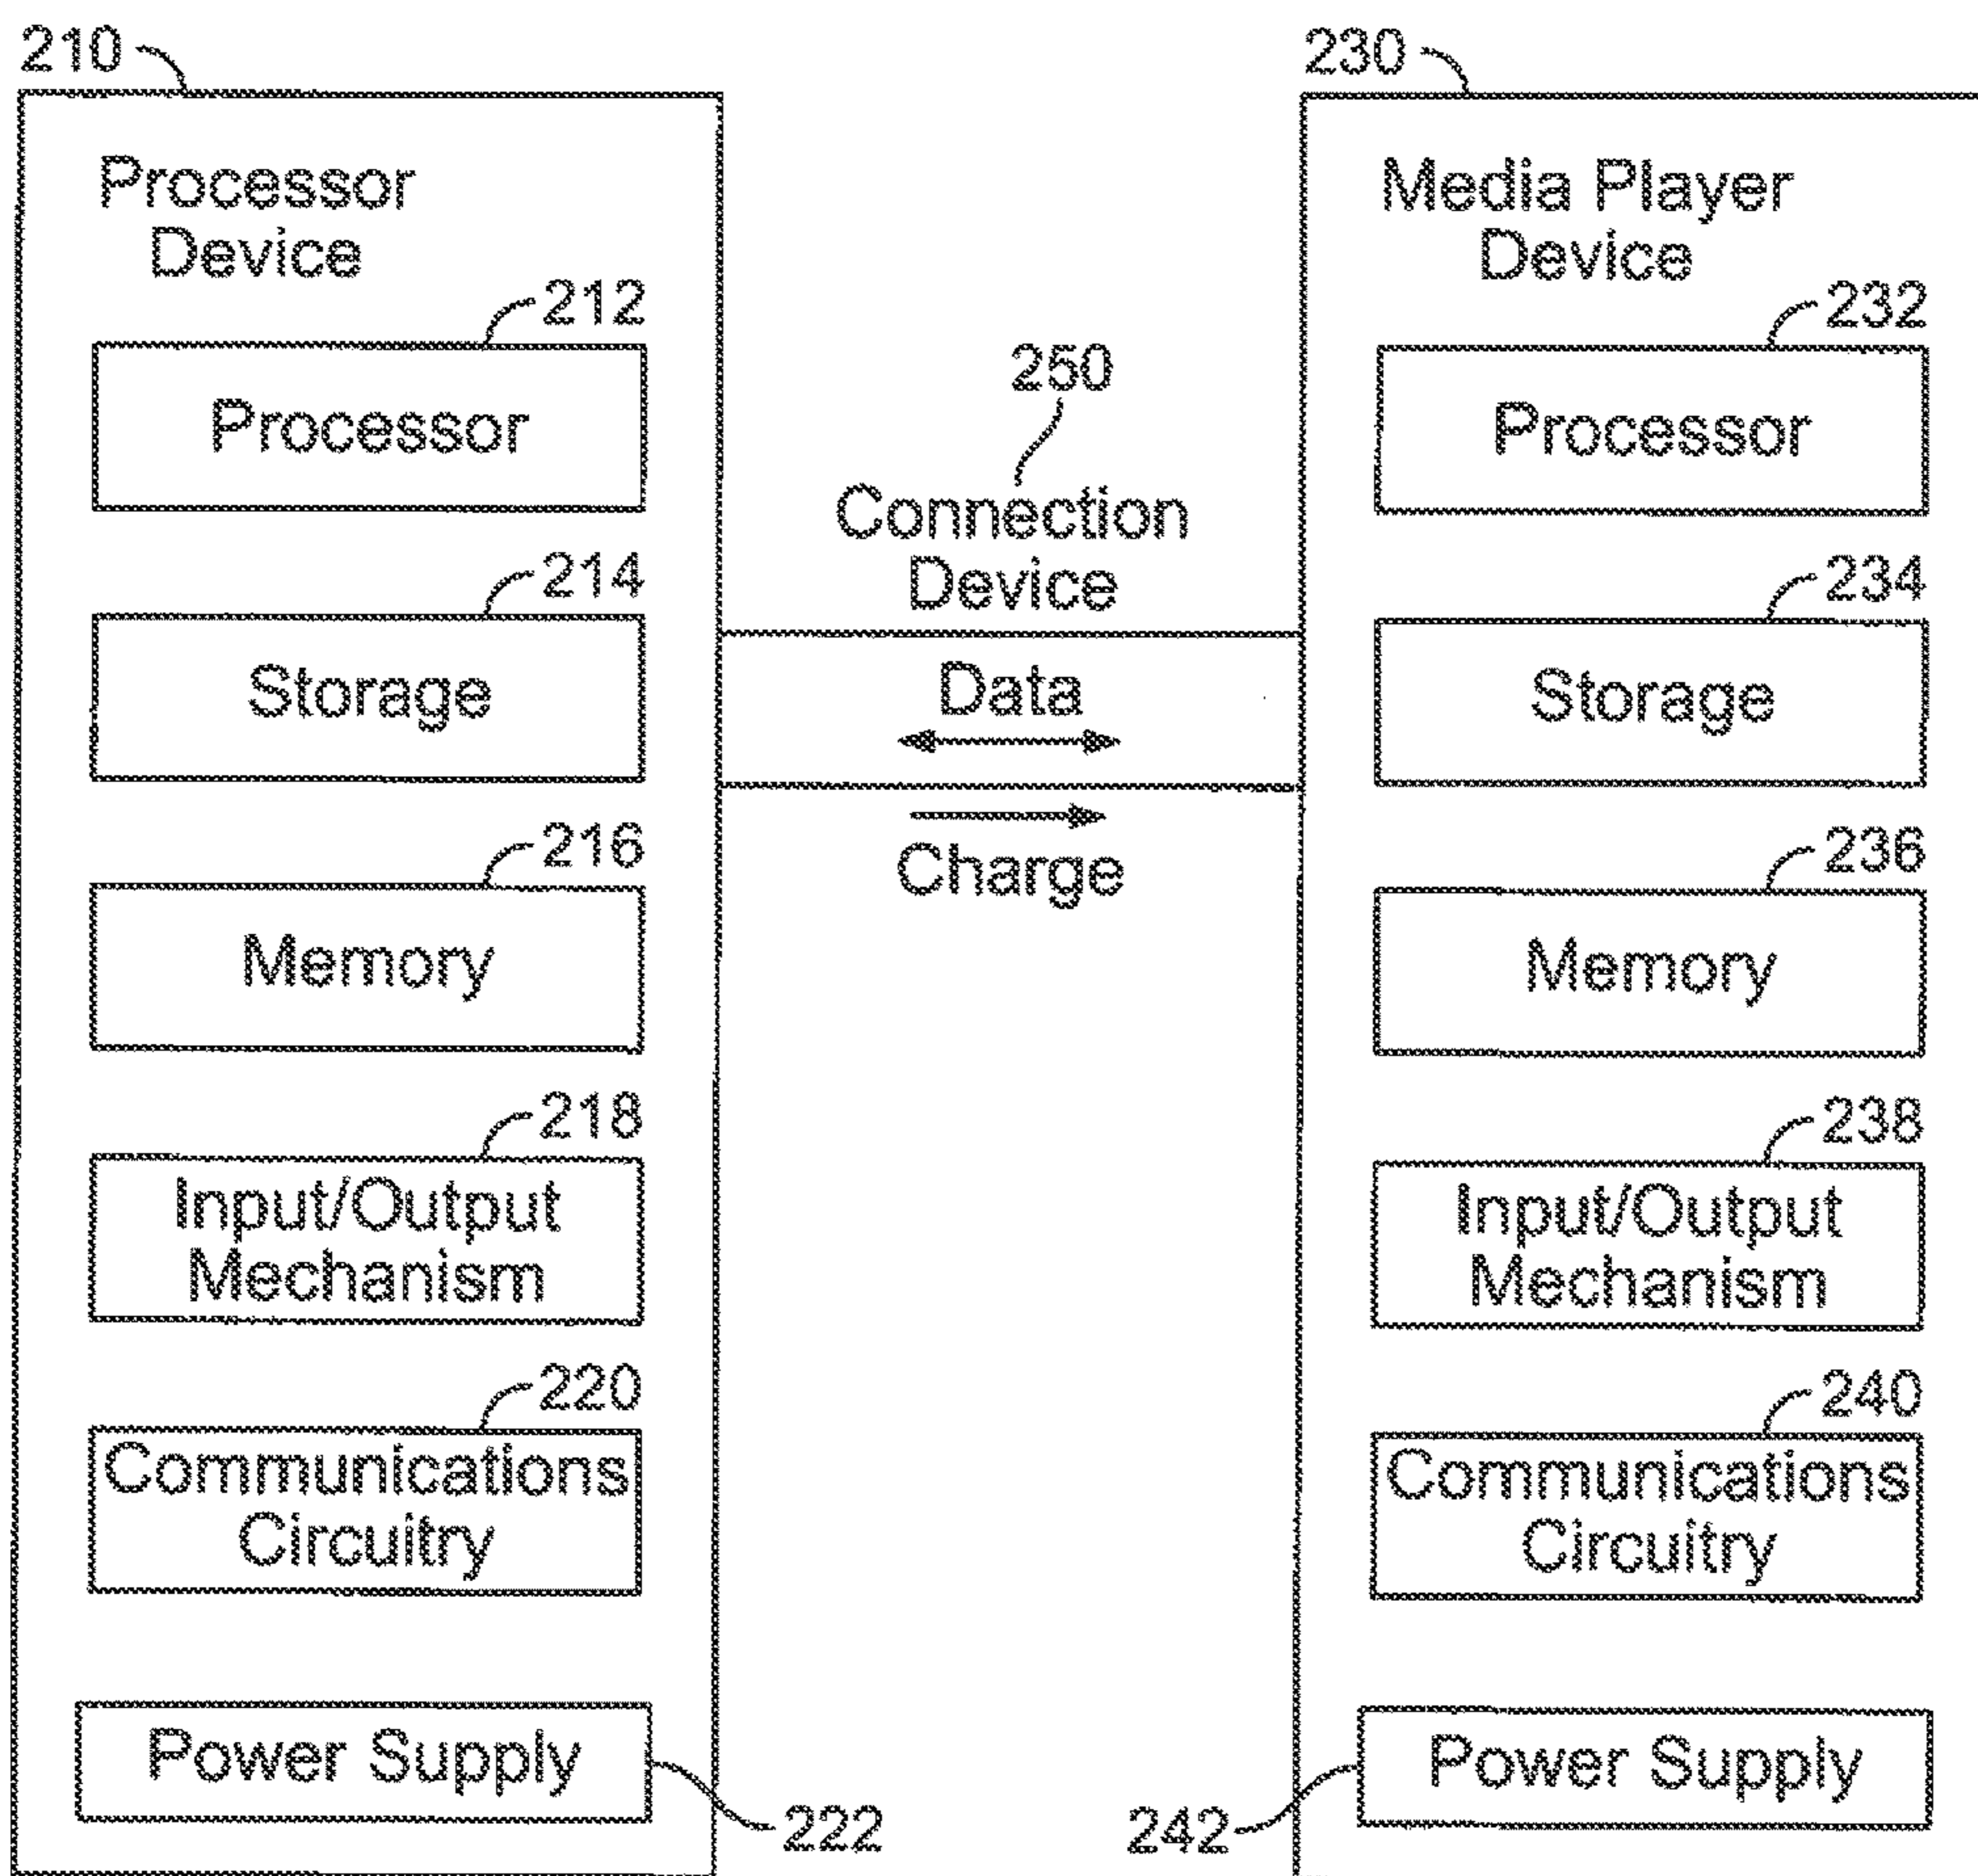 210
Processor
Device
212
Processor
214
Storage
216
Memory
218
Input/Output
Mechanism
220
Communications
Circuitry
Power Supply
222
250
Connection
Device
Data
Charge
230
Media Player
Device
232
Processor
234
Storage
236
Memory
238
Input/Output
Mechanism
240
Communications
Circuitry
Power Supply
242